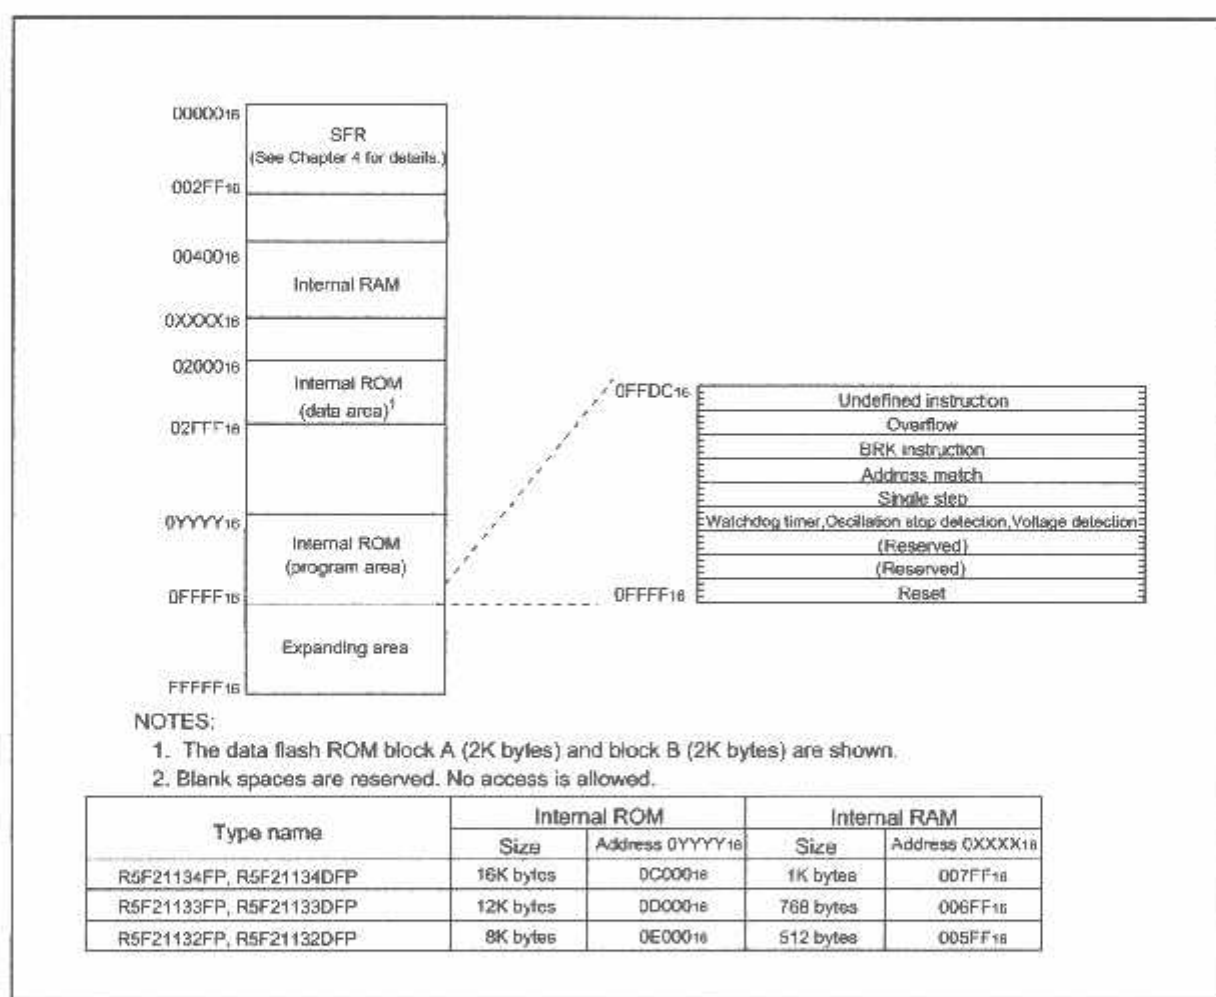 0000016
SFR
(See Chapter 4 for details.)
002FF16
0040016
Internal RAM
0XXXX16
0200016
Internal ROM
(data area)1
02FFF16
0YYYY16
Internal ROM
(program area)
0FFFF16
Expanding area
FFFFF16
0FFDC16
Undefined instruction
Overflow
BRK instruction
Address match
Single step
Watchdog timer,Oscillation stop detection,Voltage detection
(Reserved)
(Reserved)
0FFFF16
Reset
NOTES:
1. The data flash ROM block A (2K bytes) and block B (2K bytes) are shown.
2. Blank spaces are reserved. No access is allowed.
Type name Internal ROM Internal RAM
Size Address 0YYYY16 Size Address 0XXXX16
R5F21134FP, R5F21134DFP 16K bytes 0C00016 1K bytes 007FF16
R5F21133FP, R5F21133DFP 12K bytes 0D00016 768 bytes 006FF16
R5F21132FP, R5F21132DFP 8K bytes 0E00016 512 bytes 005FF16